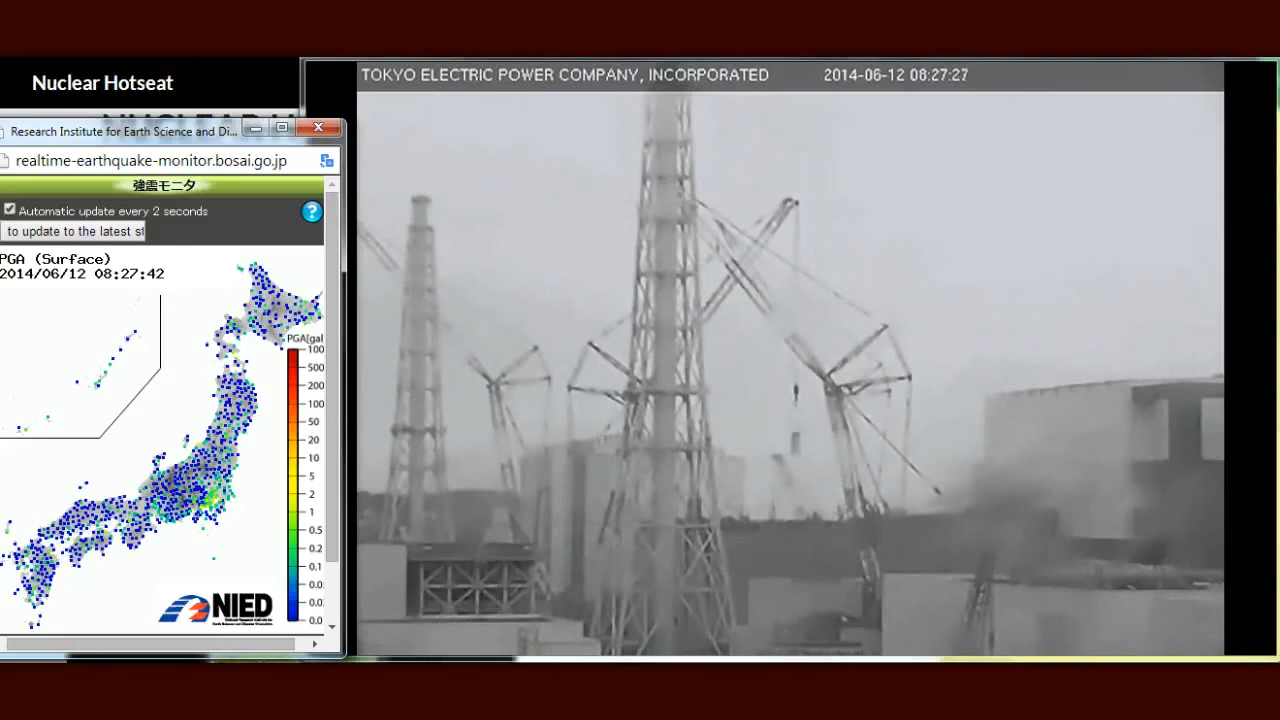 Nuclear Hotseat
TOKYO ELECTRIC POWER COMPANY, INCORPORATED 2014-06-12 08:27:27
Research Institute for Earth Science and Di...
realtime-earthquake-monitor.bosai.go.jp
強震モニタ
Automatic update every 2 seconds
?
to update to the latest st
PGA (Surface)
2014/06/12 08:27:42
PGA[gal
100
500
200
100
50
20
10
5
2
1
0.5
0.2
0.1
0.0
0.0
0.0
NIED